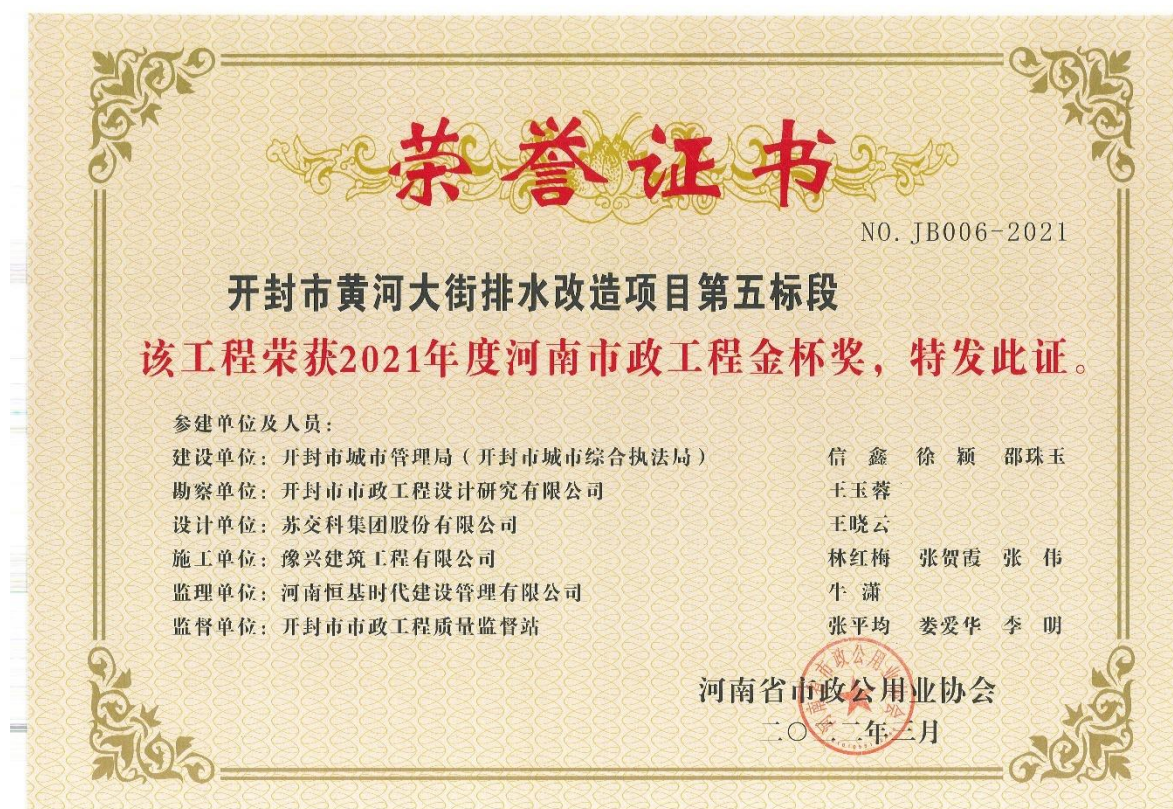 荣誉证书
NO.JB006-2021
开封市黄河大街排水改造项目第五标段
该工程荣获2021年度河南市政工程金杯奖，特发此证。
参建单位及人员：
建设单位：开封市城市管理局（开封市城市综合执法局） 信 鑫 徐 颖 邵珠玉
勘察单位：开封市市政工程设计研究有限公司 王玉蓉
设计单位：苏交科集团股份有限公司 王晓云
施工单位：豫兴建筑工程有限公司 林红梅 张贺霞 张 伟
监理单位：河南恒基时代建设管理有限公司 牛 潇
监督单位：开封市市政工程质量监督站 张平均 娄爱华 李 明
河南省市政公用业协会
二〇二二年三月
河南省市政公用业协会